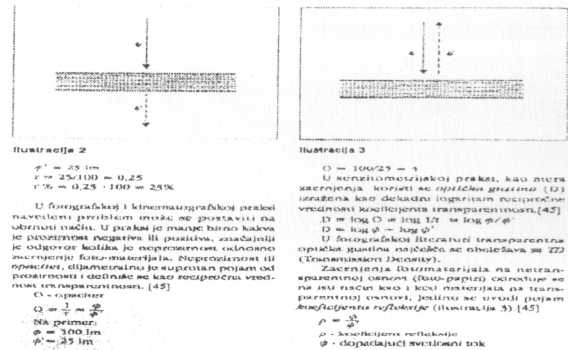 φ
φ'
Ilustracija 2
φ' = 25 lm
τ = 25/100 = 0,25
τ % = 0,25 · 100 = 25%
U fotografskoj i kinematografskoj praksi
navedeni problem može se postaviti na
obrnuti način. U praksi je manje bitno kakva
je prozirnost negativa ili pozitiva, značajniji
je odgovor kolika je neprozirnost, odnosno
zacrnjenje foto-materijala. Neprozirnost ili
opacitet, dijametralno je suprotan pojam od
prozirnosti i definiše se kao recipročna vred-
nost transparentnosti. [45]
O - opacitet
O = 1/τ = φ/φ'
Na primer:
φ = 100 lm
φ' = 25 lm
φ
φ'
Ilustracija 3
O = 100/25 = 4
U senzitometrijskoj praksi, kao mera
zacrnjenja koristi se optička gustina (D)
izražena kao dekadni logaritam recipročne
vrednosti koeficijenta transparentnosti.[45]
D = log O = log 1/τ = log φ/φ'
D = log φ - log φ'
U fotografskoj literaturi transparentna
optička gustina najčešće se obeležava sa TD
(Transmission Density).
Zacrnjenja fotomaterijala na netran-
sparentnoj osnovi (foto-papiri) određuje se
na isti način kao i kod materijala na trans-
parentnoj osnovi, jedino se uvodi pojam
koeficijenta refleksije (ilustracija 3).[45]
ρ = φ'/φ
ρ - koeficijent refleksije
φ - dopadajući svetlosni tok